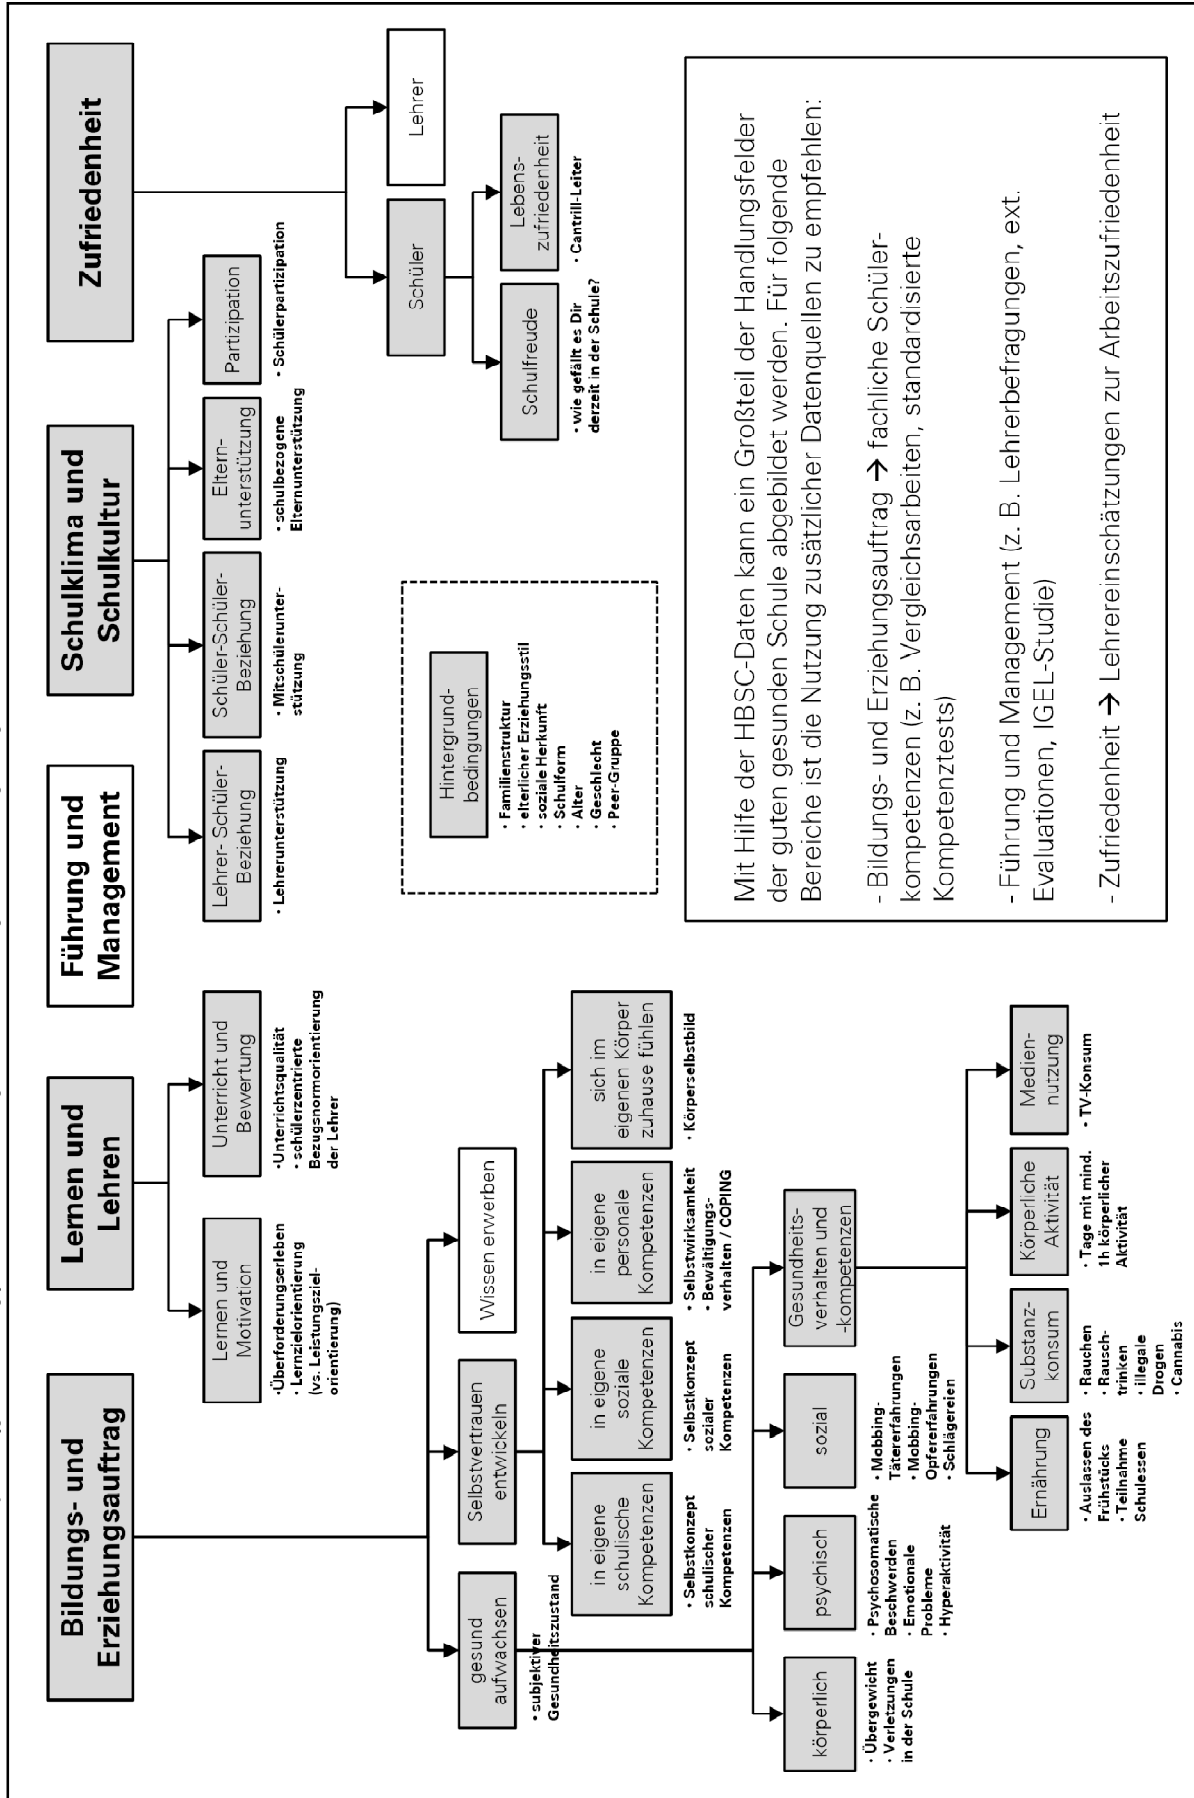 Bildungs- und
Erziehungsauftrag
Lernen und
Lehren
Führung und
Management
Schulklima und
Schulkultur
Zufriedenheit
Lernen und
Motivation
•Überforderungserleben
• Lernzielorientierung
(vs. Leistungsziel-
orientierung)
Unterricht und
Bewertung
•Unterrichtsqualität
• schülerzentrierte
Bezugsnormorientierung
der Lehrer
Lehrer- Schüler-
Beziehung
• Lehrerunterstützung
Schüler-Schüler-
Beziehung
• Mitschülerunter-
stützung
Eltern-
unterstützung
• schulbezogene
Elternunterstützung
Partizipation
• Schülerpartizipation
Schüler
Lehrer
Schulfreude
• wie gefällt es Dir
derzeit in der Schule?
Lebens-
zufriedenheit
• Cantrill-Leiter
gesund
aufwachsen
• subjektiver
Gesundheitszustand
Selbstvertrauen
entwickeln
Wissen erwerben
in eigene
schulische
Kompetenzen
• Selbstkonzept
schulischer
Kompetenzen
in eigene
soziale
Kompetenzen
• Selbstkonzept
sozialer
Kompetenzen
in eigene
personale
Kompetenzen
• Selbstwirksamkeit
• Bewältigungs-
verhalten / COPING
sich im
eigenen Körper
zuhause fühlen
• Körperselbstbild
Hintergrund-
bedingungen
• Familienstruktur
• elterlicher Erziehungsstil
• soziale Herkunft
• Schulform
• Alter
• Geschlecht
• Peer-Gruppe
körperlich
• Übergewicht
• Verletzungen
in der Schule
psychisch
• Psychosomatische
Beschwerden
• Emotionale
Probleme
• Hyperaktivität
sozial
• Mobbing-
Tätererfahrungen
• Mobbing-
Opfererfahrungen
• Schlägereien
Gesundheits-
verhalten und
-kompetenzen
Ernährung
• Auslassen des
Frühstücks
• Teilnahme
Schulessen
Substanz-
konsum
• Rauchen
• Rausch-
trinken
• illegale
Drogen
• Cannabis
Körperliche
Aktivität
• Tage mit mind.
1h körperlicher
Aktivität
Medien-
nutzung
• TV-Konsum
Mit Hilfe der HBSC-Daten kann ein Großteil der Handlungsfelder
der guten gesunden Schule abgebildet werden. Für folgende
Bereiche ist die Nutzung zusätzlicher Datenquellen zu empfehlen:
- Bildungs- und Erziehungsauftrag → fachliche Schüler-
kompetenzen (z. B. Vergleichsarbeiten, standardisierte
Kompetenztests)
- Führung und Management (z. B. Lehrerbefragungen, ext.
Evaluationen, IGEL-Studie)
- Zufriedenheit → Lehrereinschätzungen zur Arbeitszufriedenheit